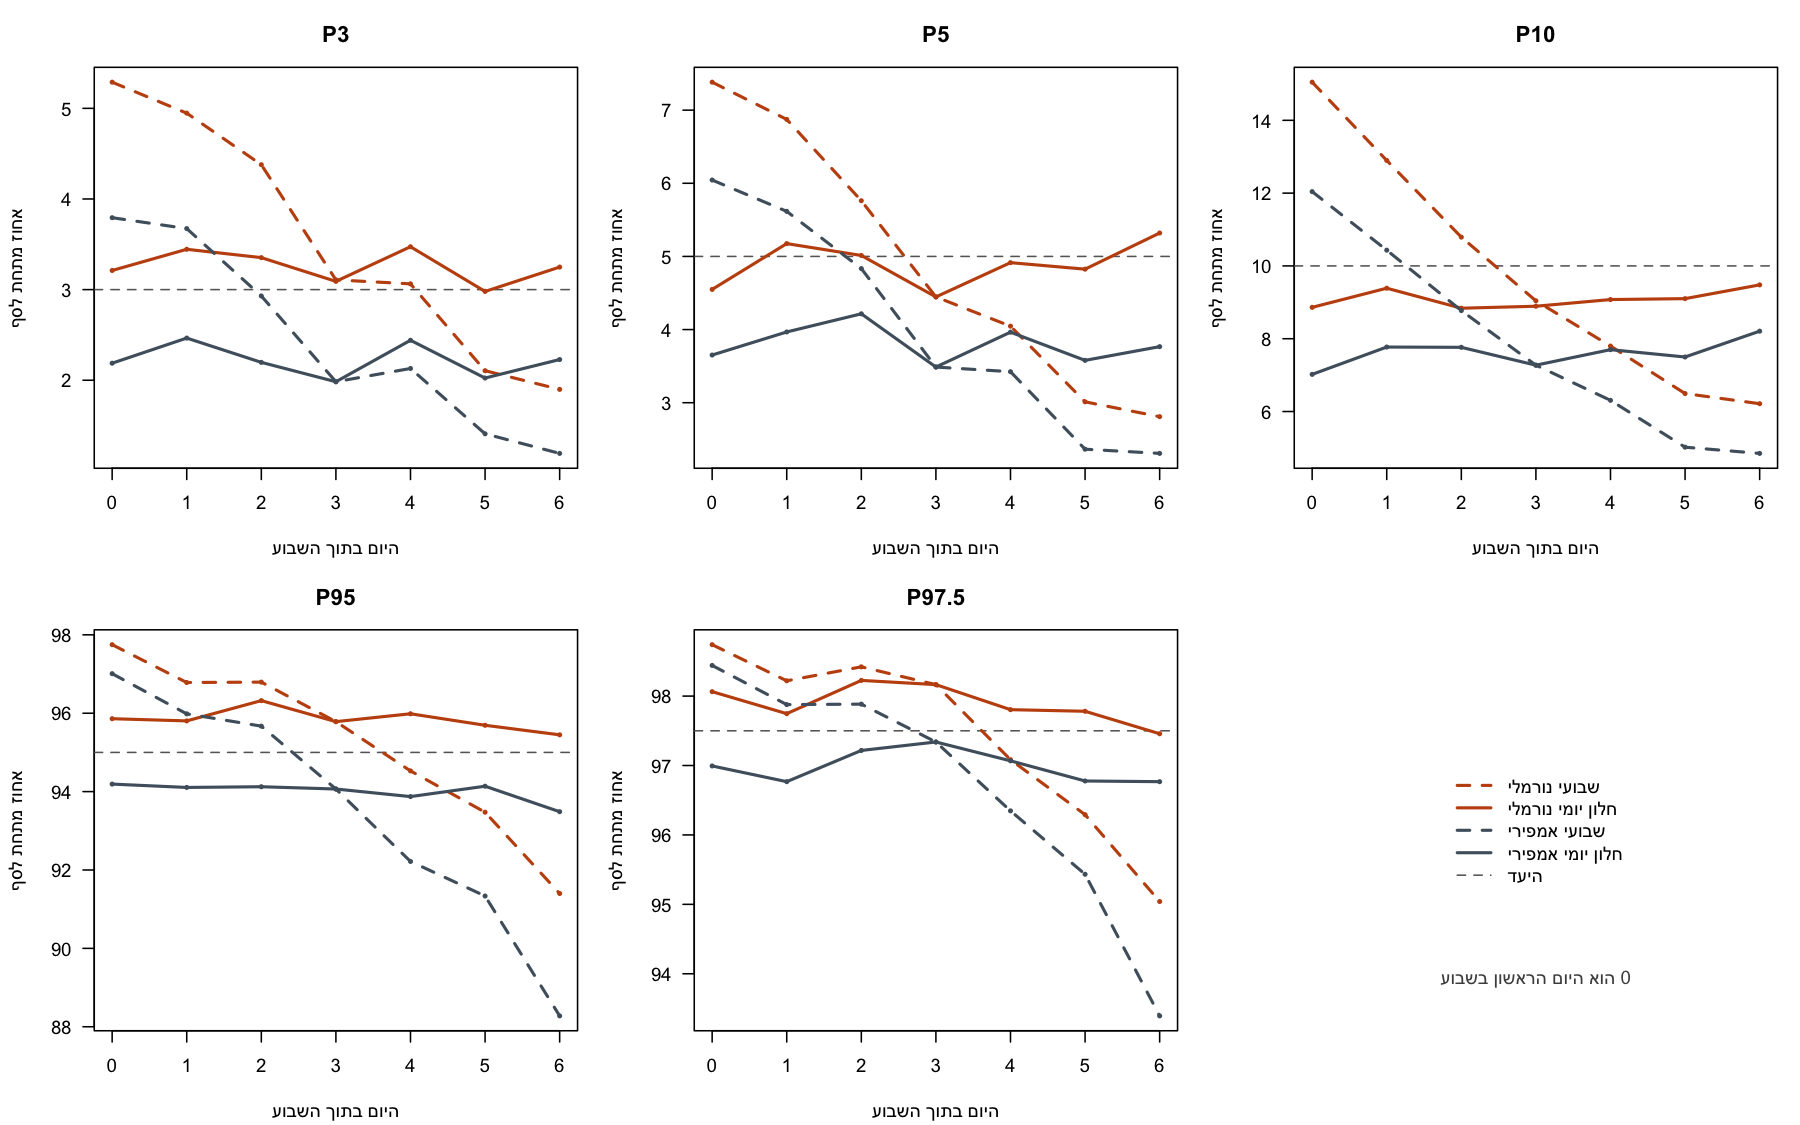 P3
5
4
3
2
אחוז מתחת לסף
0 1 2 3 4 5 6
היום בתוך השבוע
P5
7
6
5
4
3
אחוז מתחת לסף
0 1 2 3 4 5 6
היום בתוך השבוע
P10
14
12
10
8
6
אחוז מתחת לסף
0 1 2 3 4 5 6
היום בתוך השבוע
P95
98
96
94
92
90
88
אחוז מתחת לסף
0 1 2 3 4 5 6
היום בתוך השבוע
P97.5
98
97
96
95
94
אחוז מתחת לסף
0 1 2 3 4 5 6
היום בתוך השבוע
שבועי נורמלי
חלון יומי נורמלי
שבועי אמפירי
חלון יומי אמפירי
היעד
0 הוא היום הראשון בשבוע